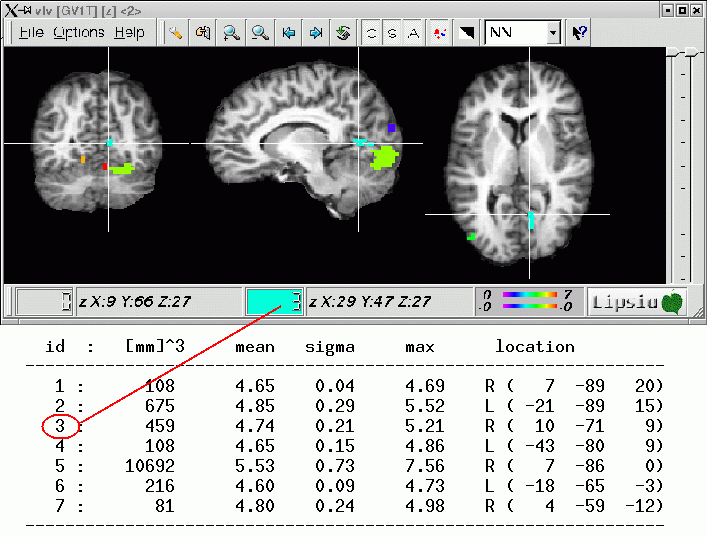 X vlv [GV1T] [z] <2>
File Options Help C S A NN ?
3 z X:9 Y:66 Z:27 3 z X:29 Y:47 Z:27 0 7 Lipsia
-0 -0
id : [mm]^3 mean sigma max location
1 : 108 4.65 0.04 4.69 R ( 7 -89 20)
2 : 675 4.85 0.29 5.52 L ( -21 -89 15)
3 : 459 4.74 0.21 5.21 R ( 10 -71 9)
4 : 108 4.65 0.15 4.86 L ( -43 -80 9)
5 : 10692 5.53 0.73 7.56 R ( 7 -86 0)
6 : 216 4.60 0.09 4.73 L ( -18 -65 -3)
7 : 81 4.80 0.24 4.98 R ( 4 -59 -12)